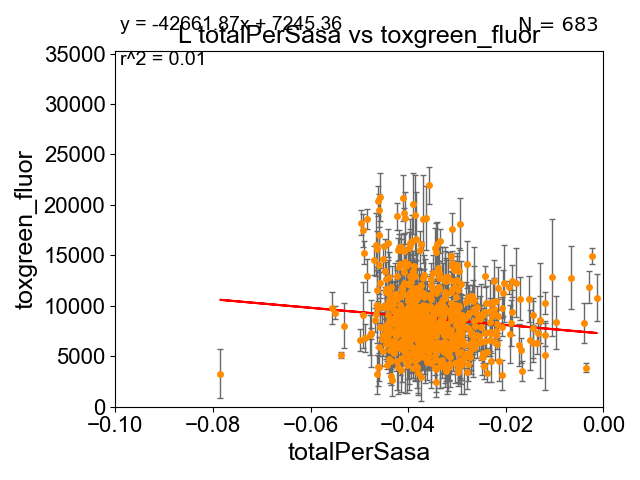 y = -42661.87x + 7245.36
N = 683
L totalPerSasa vs toxgreen_fluor
r^2 = 0.01
35000
30000
25000
20000
15000
10000
5000
0
toxgreen_fluor
−0.10 −0.08 −0.06 −0.04 −0.02 0.00
totalPerSasa